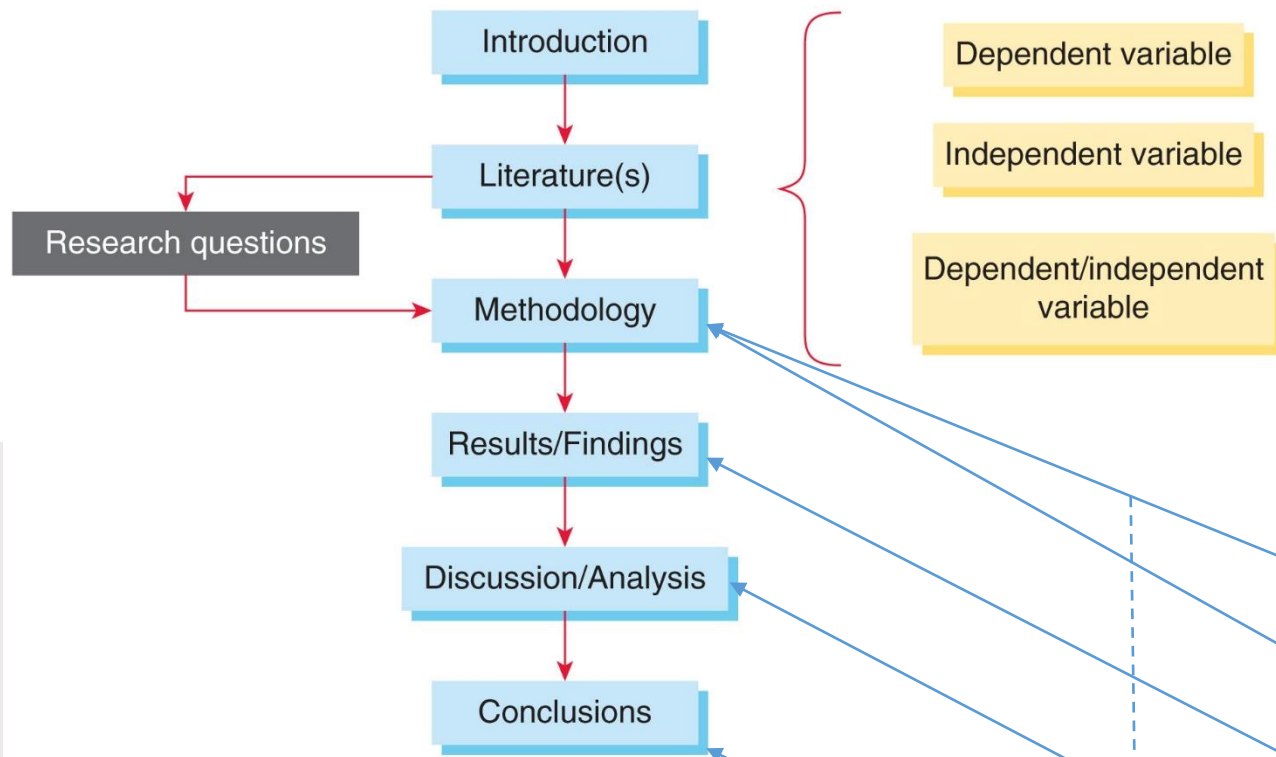 Introduction
Literature(s)
Research questions
Methodology
Results/Findings
Discussion/Analysis
Conclusions
Dependent variable
Independent variable
Dependent/independent
variable